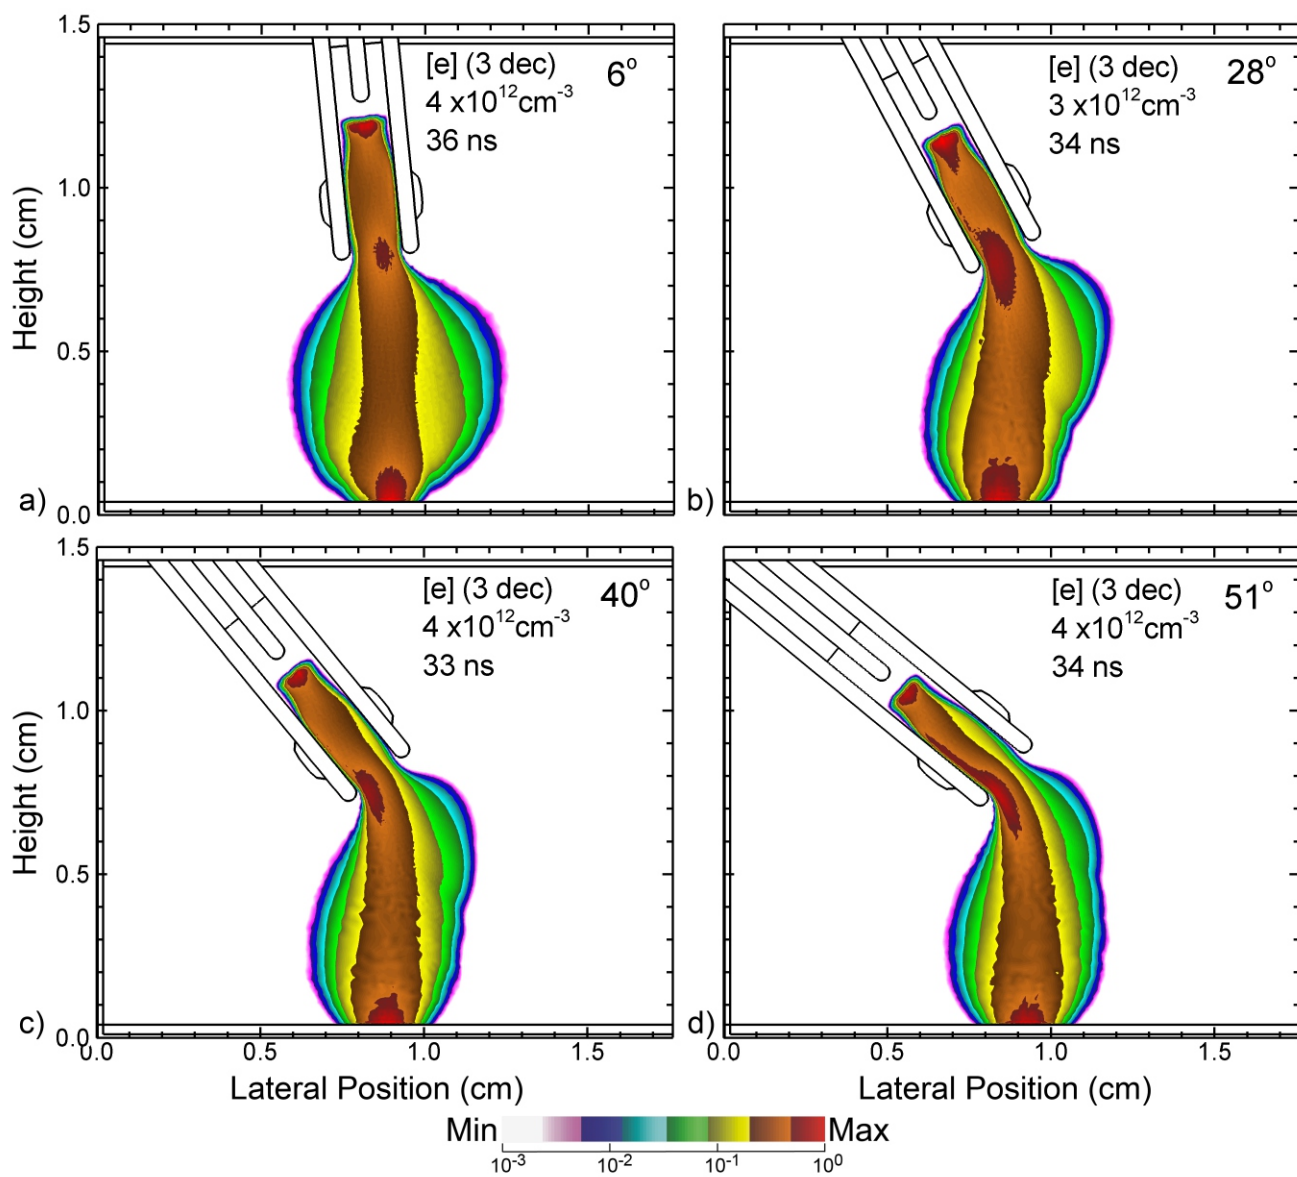 1.5
[e] (3 dec)
6°
4 x10¹²cm⁻³
36 ns
1.0
Height (cm)
0.5
a)
0.0
[e] (3 dec)
28°
3 x10¹²cm⁻³
34 ns
b)
1.5
[e] (3 dec)
40°
4 x10¹²cm⁻³
33 ns
1.0
Height (cm)
0.5
c)
0.0
0.0 0.5 1.0 1.5
Lateral Position (cm)
[e] (3 dec)
51°
4 x10¹²cm⁻³
34 ns
d)
0.0 0.5 1.0 1.5
Lateral Position (cm)
Min Max
10⁻³ 10⁻² 10⁻¹ 10⁰